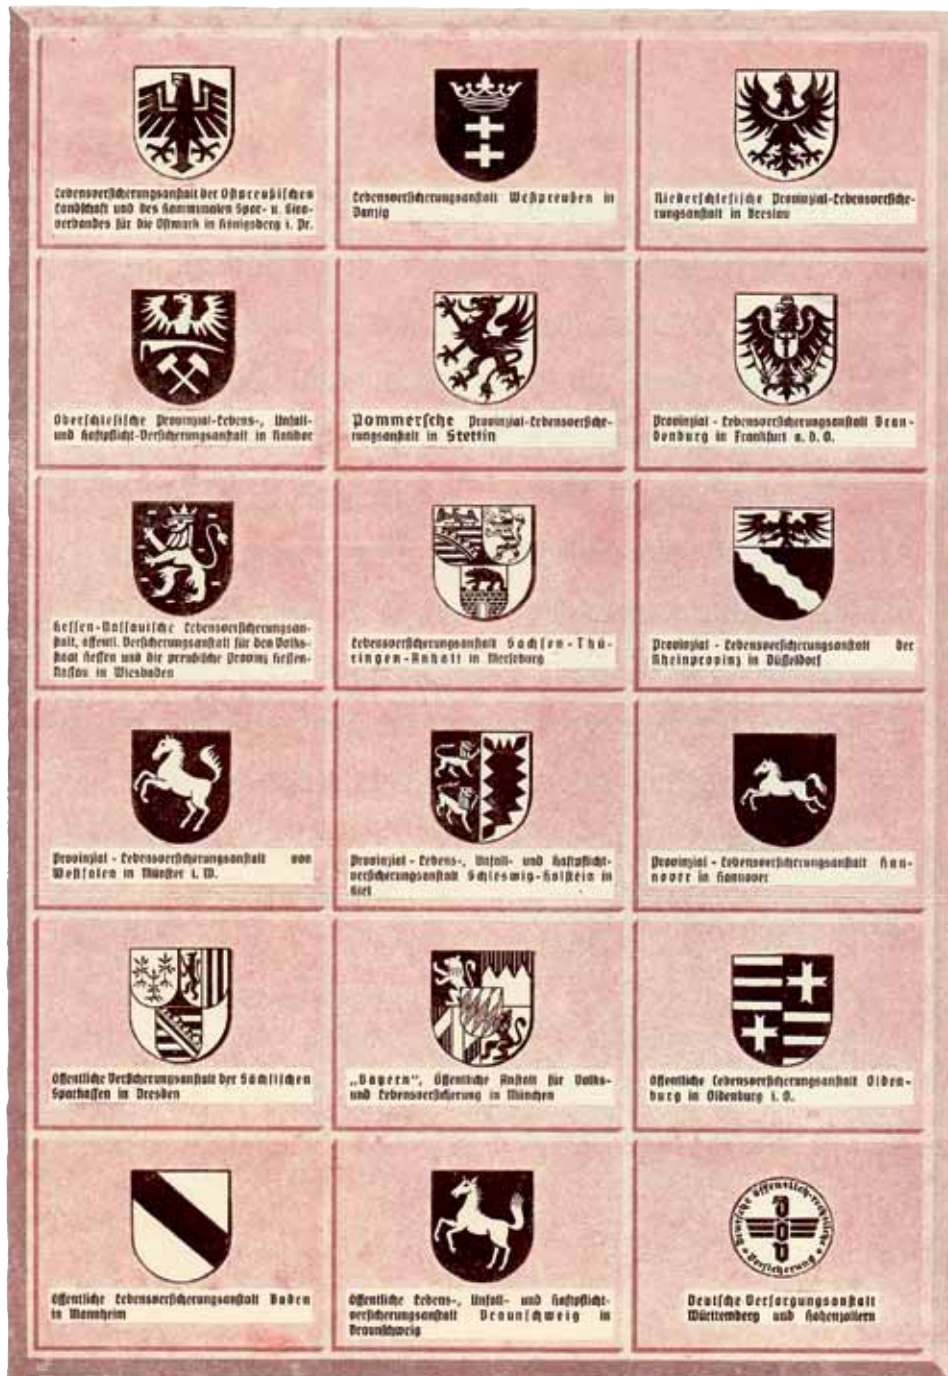 Lebensversicherungsanstalt der Ostpreußischen
Landschaft und des Kommunalen Spar- u. Giro-
verbandes für die Ostmark in Königsberg i. Pr.
Lebensversicherungsanstalt Westpreußen in
Danzig
Niederschlesische Provinzial-Lebensversiche-
rungsanstalt in Breslau
Oberschlesische Provinzial-Lebens-, Unfall-
und Haftpflicht-Versicherungsanstalt in Ratibor
Pommersche Provinzial-Lebensversiche-
rungsanstalt in Stettin
Provinzial - Lebensversicherungsanstalt Bran-
denburg in Frankfurt a. d. O.
Hessen-Nassauische Lebensversicherungsan-
stalt, öffentl. Versicherungsanstalt für den Volks-
staat Hessen und die preußische Provinz Hessen-
Nassau in Wiesbaden
Lebensversicherungsanstalt Sachsen-Thü-
ringen-Anhalt in Merseburg
Provinzial - Lebensversicherungsanstalt der
Rheinprovinz in Düsseldorf
Provinzial - Lebensversicherungsanstalt von
Westfalen in Münster i. W.
Provinzial - Lebens-, Unfall- und Haftpflicht-
versicherungsanstalt Schleswig-Holstein in
Kiel
Provinzial - Lebensversicherungsanstalt Han-
nover in Hannover
Öffentliche Versicherungsanstalt der Sächsischen
Sparkassen in Dresden
„Bayern“, Öffentliche Anstalt für Volks-
und Lebensversicherung in München
Öffentliche Lebensversicherungsanstalt Olden-
burg in Oldenburg i. O.
Öffentliche Lebensversicherungsanstalt Baden
in Mannheim
Öffentliche Lebens-, Unfall- und Haftpflicht-
versicherungsanstalt Braunschweig in
Braunschweig
Deutsche öffentlich-rechtliche
Versicherung
Deutsche Versorgungsanstalt
Württemberg und Hohenzollern